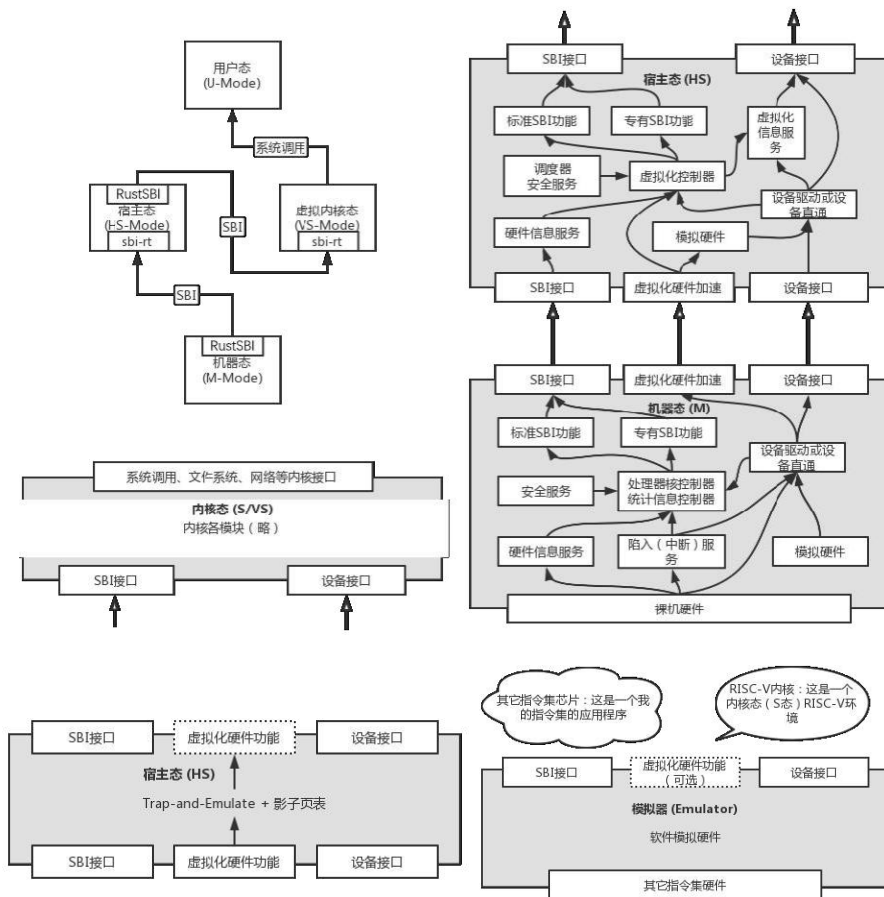 用户态
(U-Mode)
系统调用
RustSBI
宿主态
(HS-Mode)
sbi-rt
SBI
虚拟内核态
(VS-Mode)
sbi-rt
SBI
RustSBI
机器态
(M-Mode)
SBI接口
设备接口
宿主态 (HS)
标准SBI功能
专有SBI功能
虚拟化
信息服
务
调度器
安全服务
虚拟化控制器
设备驱动或设
备直通
硬件信息服务
模拟硬件
SBI接口
虚拟化硬件加速
设备接口
SBI接口
虚拟化硬件加速
设备接口
机器态 (M)
标准SBI功能
专有SBI功能
设备驱动或设
备直通
安全服务
处理器核控制器
统计信息控制器
硬件信息服务
陷入（中断）服
务
模拟硬件
裸机硬件
系统调用、文件系统、网络等内核接口
内核态 (S/VS)
内核各模块（略）
SBI接口
设备接口
SBI接口
虚拟化硬件功能
设备接口
宿主态 (HS)
Trap-and-Emulate + 影子页表
SBI接口
虚拟化硬件功能
设备接口
其它指令集芯片：这是一个我
的指令集的应用程序
RISC-V内核：这是一个
内核态（S态）RISC-V环
境
SBI接口
虚拟化硬件功能
（可选）
设备接口
模拟器 (Emulator)
软件模拟硬件
其它指令集硬件